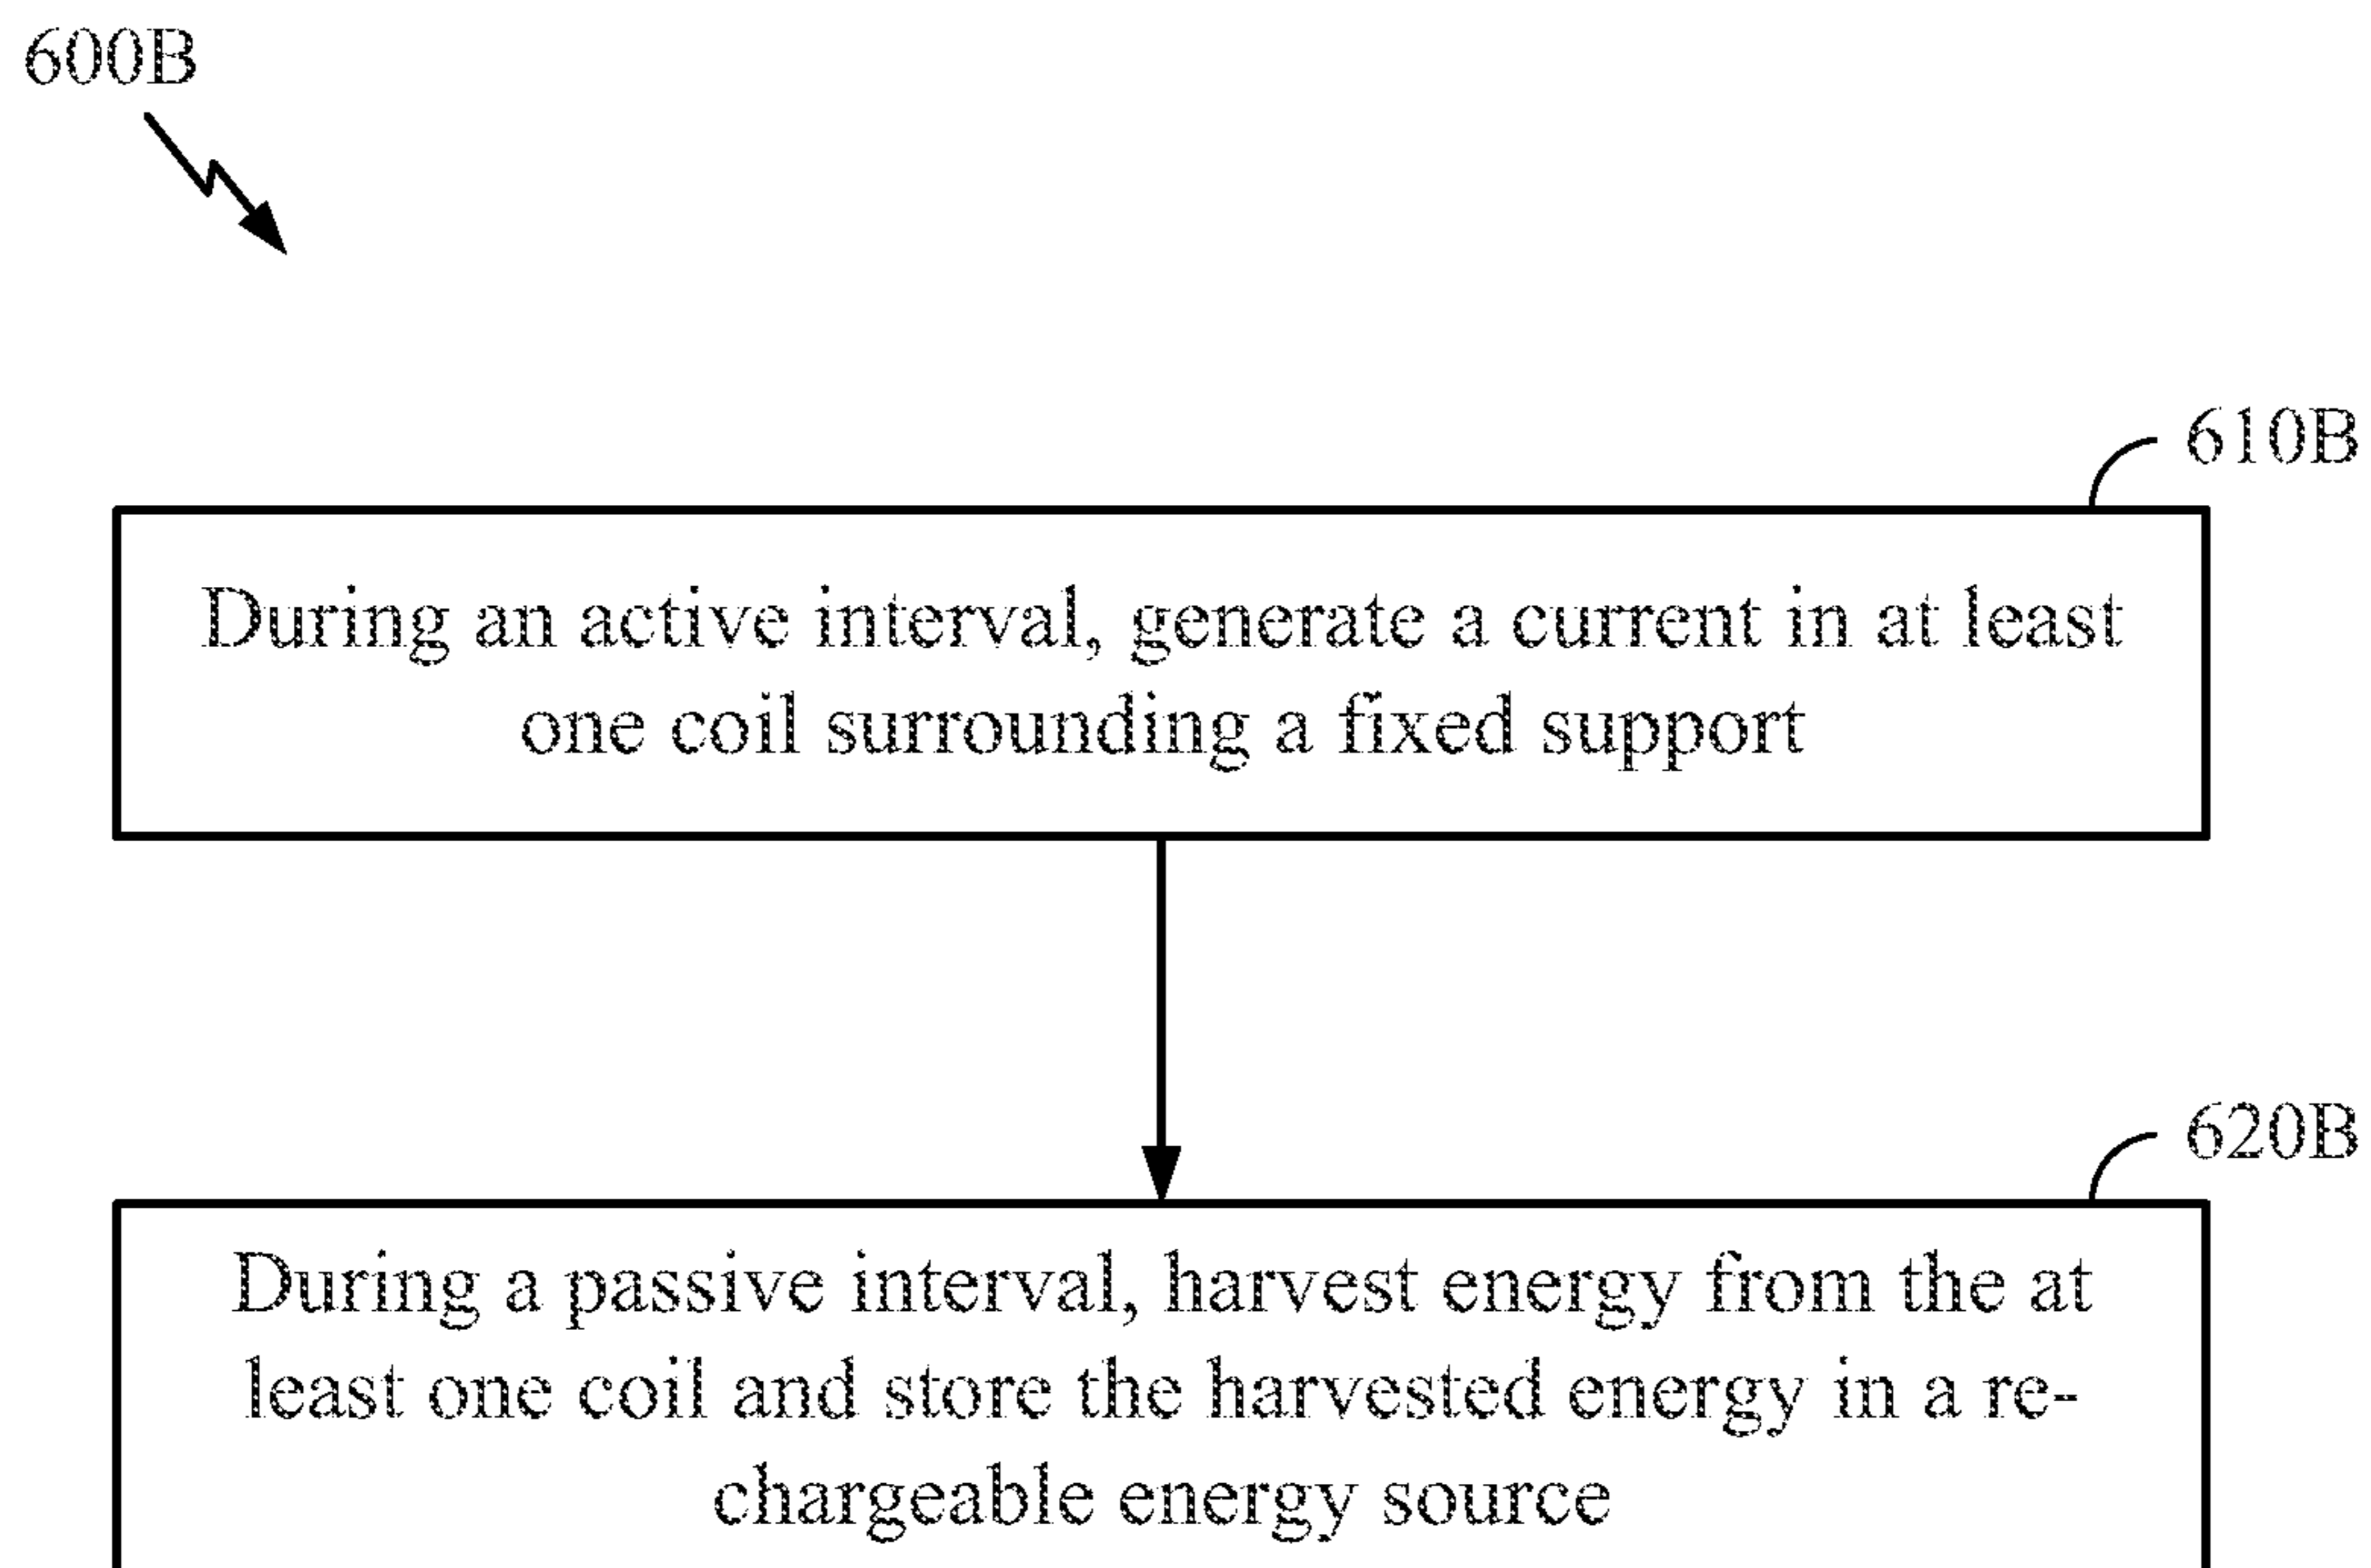 600B
610B
During an active interval, generate a current in at least
one coil surrounding a fixed support
620B
During a passive interval, harvest energy from the at
least one coil and store the harvested energy in a re-
chargeable energy source